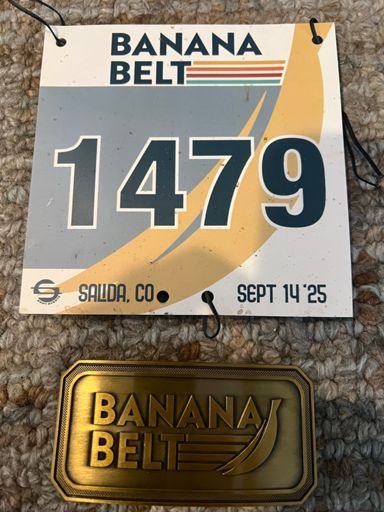 BANANA
BELT
1479
SALIDA, CO
SEPT 14 '25
BANANA
BELT